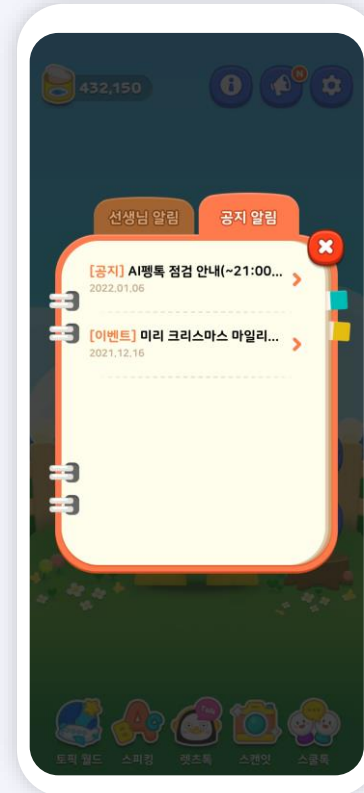 432,150
N
선생님 알림
공지 알림
[공지] AI펭톡 점검 안내(~21:00...
2022.01.06
[이벤트] 미리 크리스마스 마일리...
2021.12.16
Talk
토픽 월드
스피킹
렛츠톡
스캔잇
스쿨톡